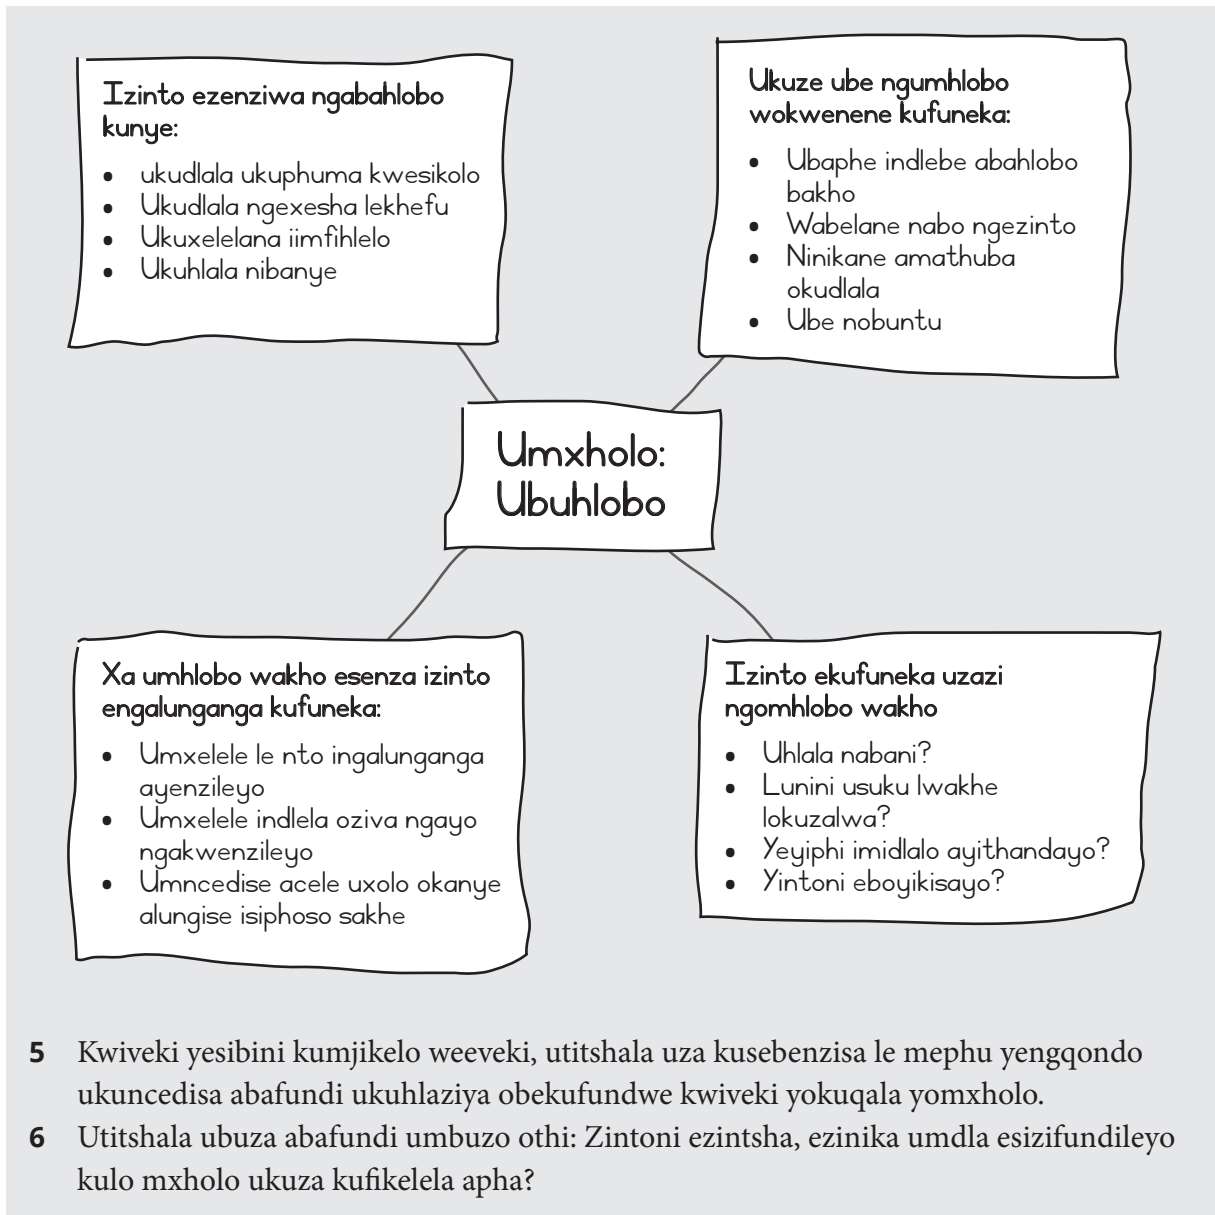 Izinto ezenziwa ngabahlobo
kunye:
• ukudlala ukuphuma kwesikolo
• Ukudlala ngexesha lekhefu
• Ukuxelelana iimfihlelo
• Ukuhlala nibanye
Ukuze ube ngumhlobo
wokwenene kufuneka:
• Ubaphe indlebe abahlobo
bakho
• Wabelane nabo ngezinto
• Ninikane amathuba
okudlala
• Ube nobuntu
Umxholo:
Ubuhlobo
Xa umhlobo wakho esenza izinto
engalunganga kufuneka:
• Umxelele le nto ingalunganga
ayenzileyo
• Umxelele indlela oziva ngayo
ngakwenzileyo
• Umncedise acele uxolo okanye
alungise isiphoso sakhe
Izinto ekufuneka uzazi
ngomhlobo wakho
• Uhlala nabani?
• Lunini usuku lwakhe
lokuzalwa?
• Yeyiphi imidlalo ayithandayo?
• Yintoni eboyikisayo?
5 Kwiveki yesibini kumjikelo weeveki, utitshala uza kusebenzisa le mephu yengqondo
ukuncedisa abafundi ukuhlaziya obekufundwe kwiveki yokuqala yomxholo.
6 Utitshala ubuza abafundi umbuzo othi: Zintoni ezintsha, ezinika umdla esizifundileyo
kulo mxholo ukuza kufikelela apha?